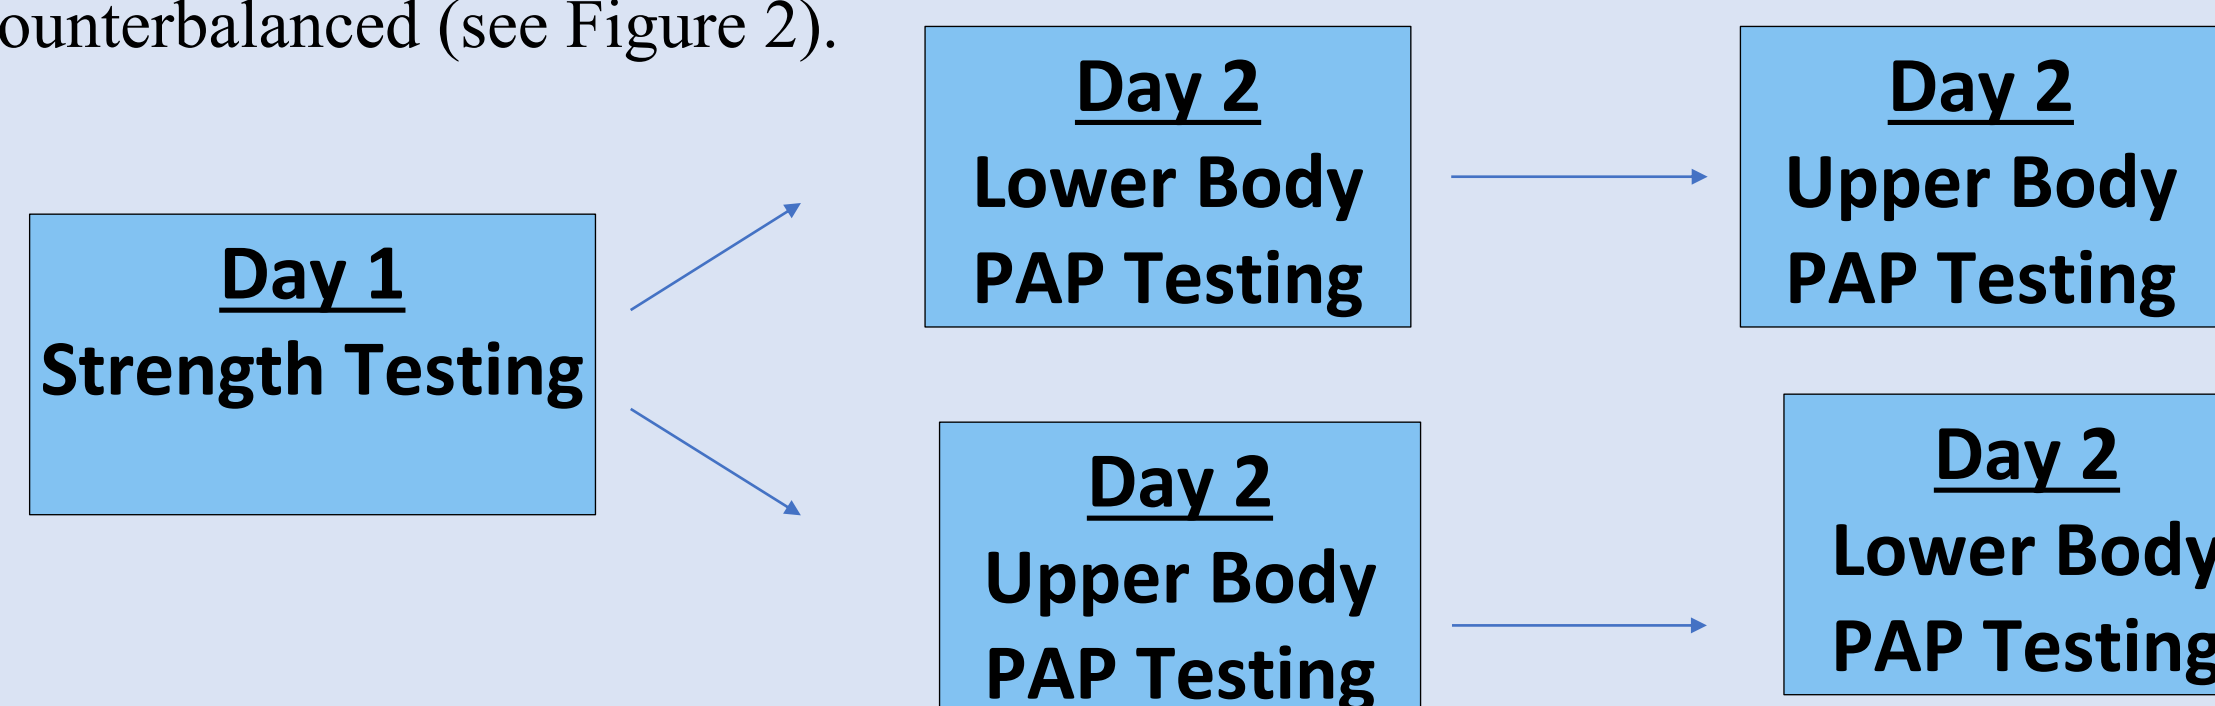 ounterbalanced (see Figure 2).
Day 1
Strength Testing
Day 2
Lower Body
PAP Testing
Day 2
Upper Body
PAP Testing
Day 2
Upper Body
PAP Testing
Day 2
Lower Body
PAP Testing